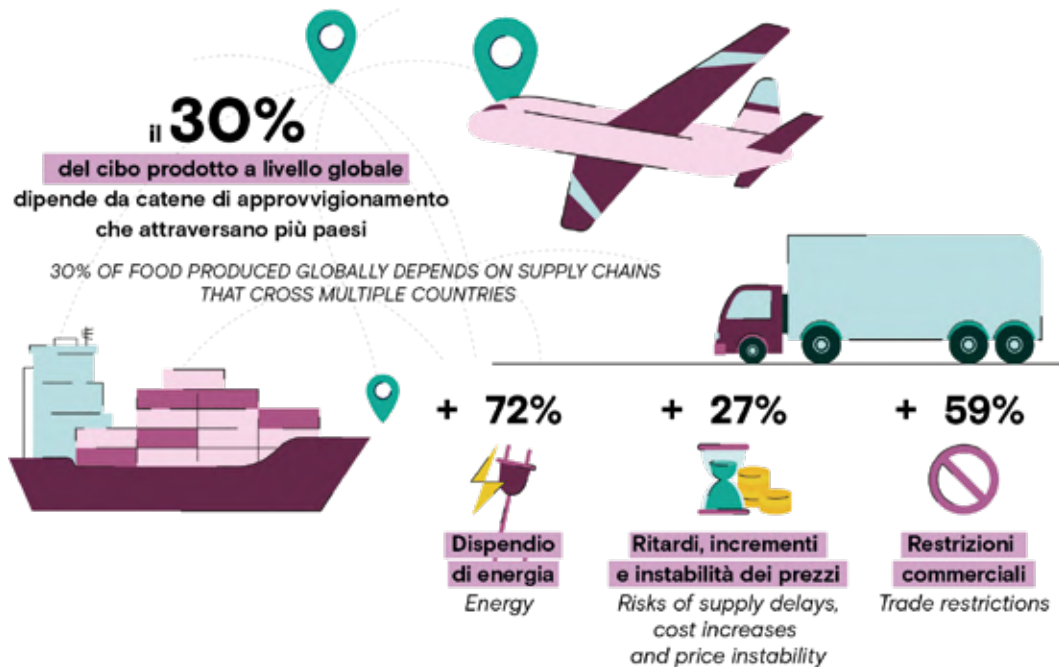 il 30%
del cibo prodotto a livello globale
dipende da catene di approvvigionamento
che attraversano più paesi
30% OF FOOD PRODUCED GLOBALLY DEPENDS ON SUPPLY CHAINS
THAT CROSS MULTIPLE COUNTRIES
+ 72%
Dispendio
di energia
Energy
+ 27%
Ritardi, incrementi
e instabilità dei prezzi
Risks of supply delays,
cost increases
and price instability
+ 59%
Restrizioni
commerciali
Trade restrictions